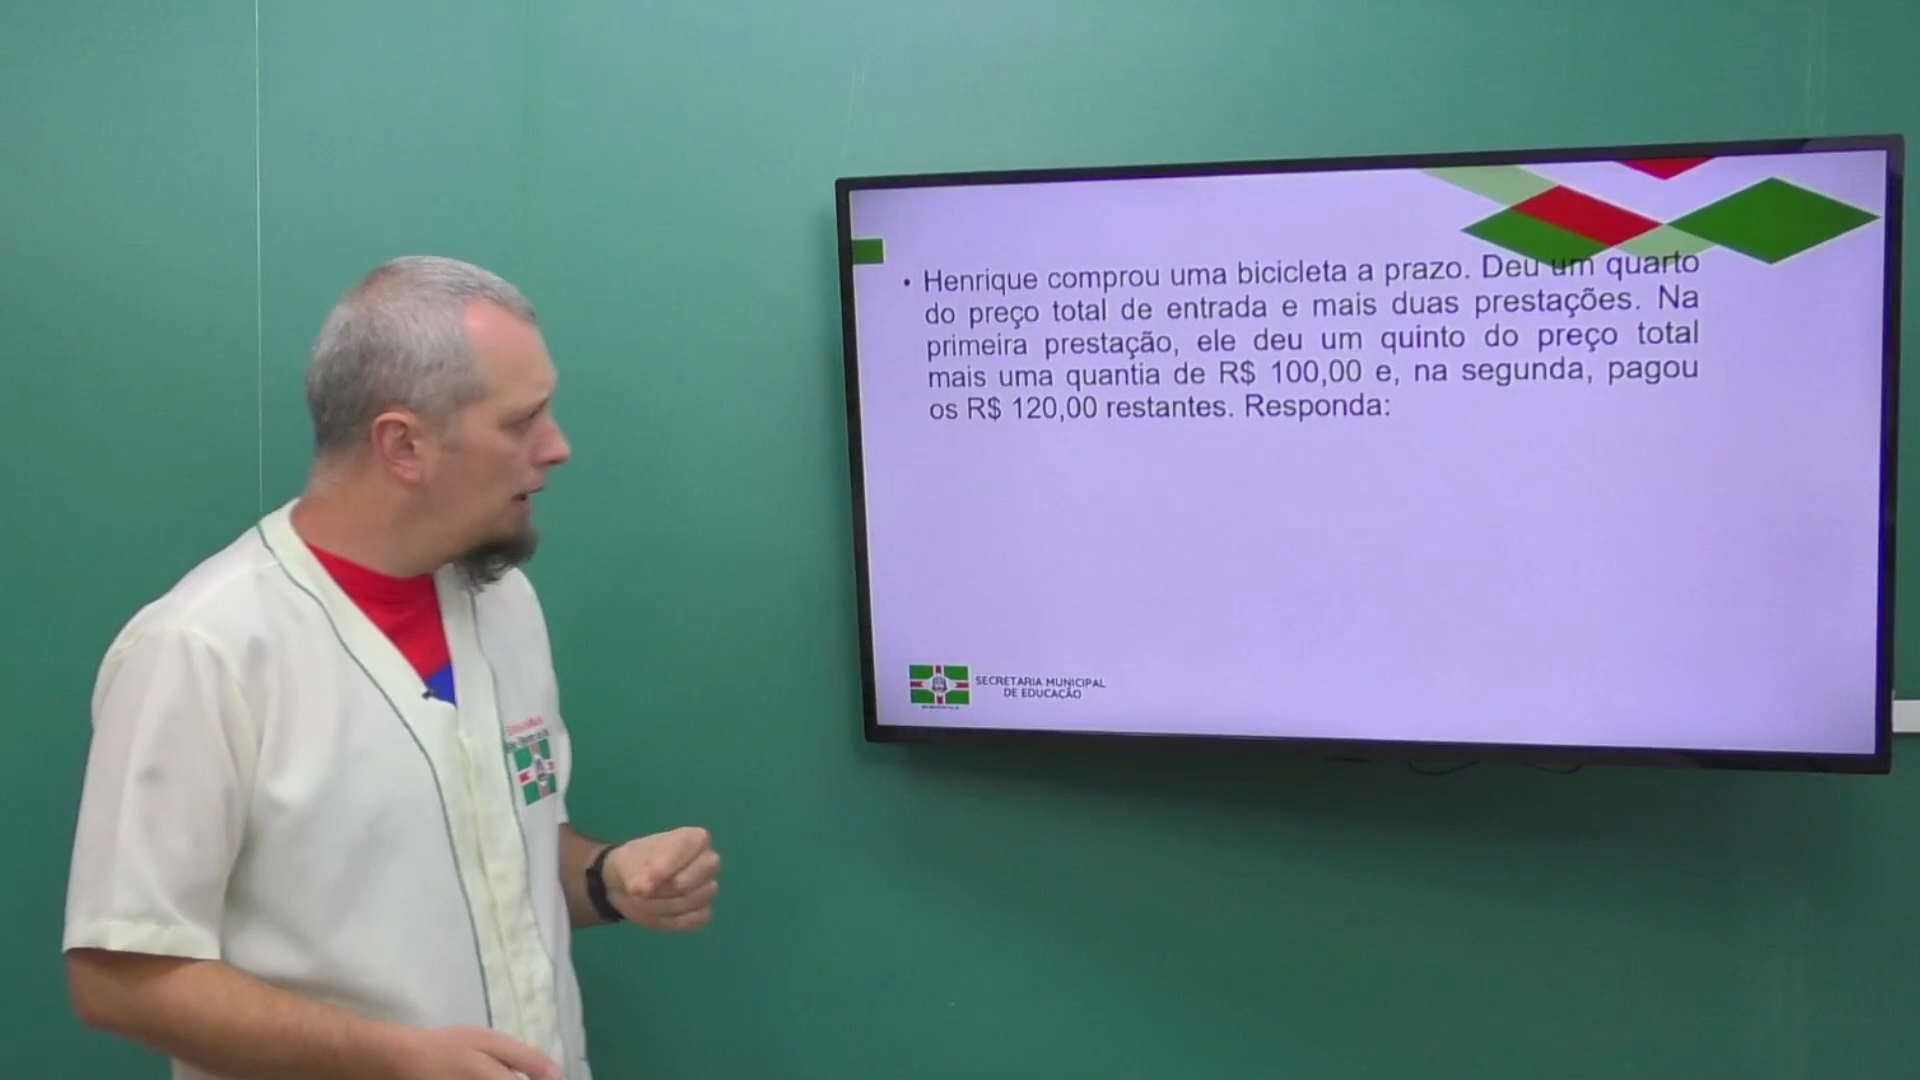 • Henrique comprou uma bicicleta a prazo. Deu um quarto
do preço total de entrada e mais duas prestações. Na
primeira prestação, ele deu um quinto do preço total
mais uma quantia de R$ 100,00 e, na segunda, pagou
os R$ 120,00 restantes. Responda:
SECRETARIA MUNICIPAL
DE EDUCAÇÃO